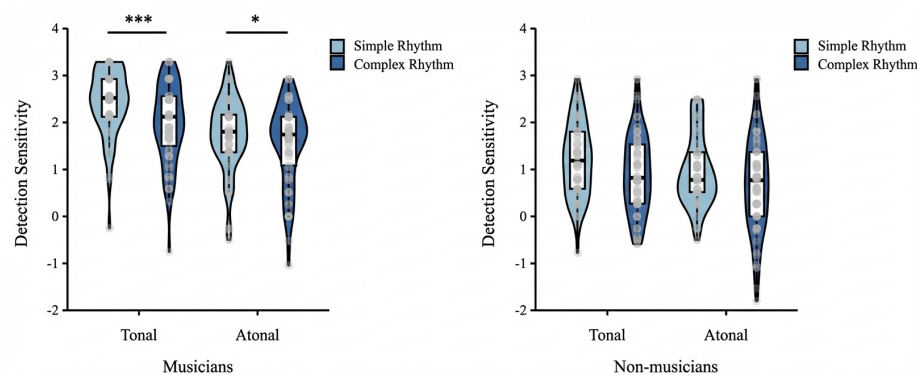 ***
*
Simple Rhythm
Complex Rhythm
Detection Sensitivity
4
3
2
1
0
-1
-2
Tonal
Atonal
Musicians
Simple Rhythm
Complex Rhythm
Detection Sensitivity
4
3
2
1
0
-1
-2
Tonal
Atonal
Non-musicians